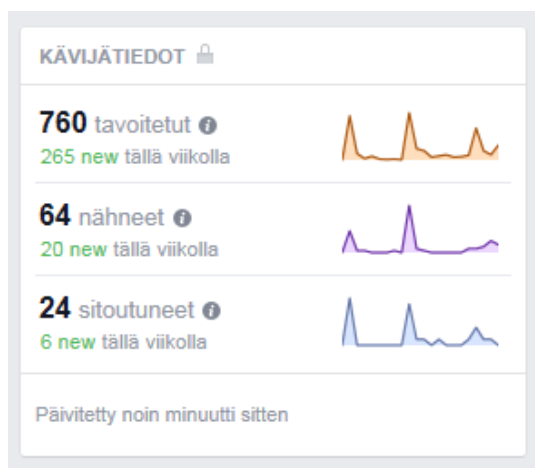 KÄVIJÄTIEDOT
760 tavoitetut
265 new tällä viikolla
64 nähneet
20 new tällä viikolla
24 sitoutuneet
6 new tällä viikolla
Päivitetty noin minuutti sitten